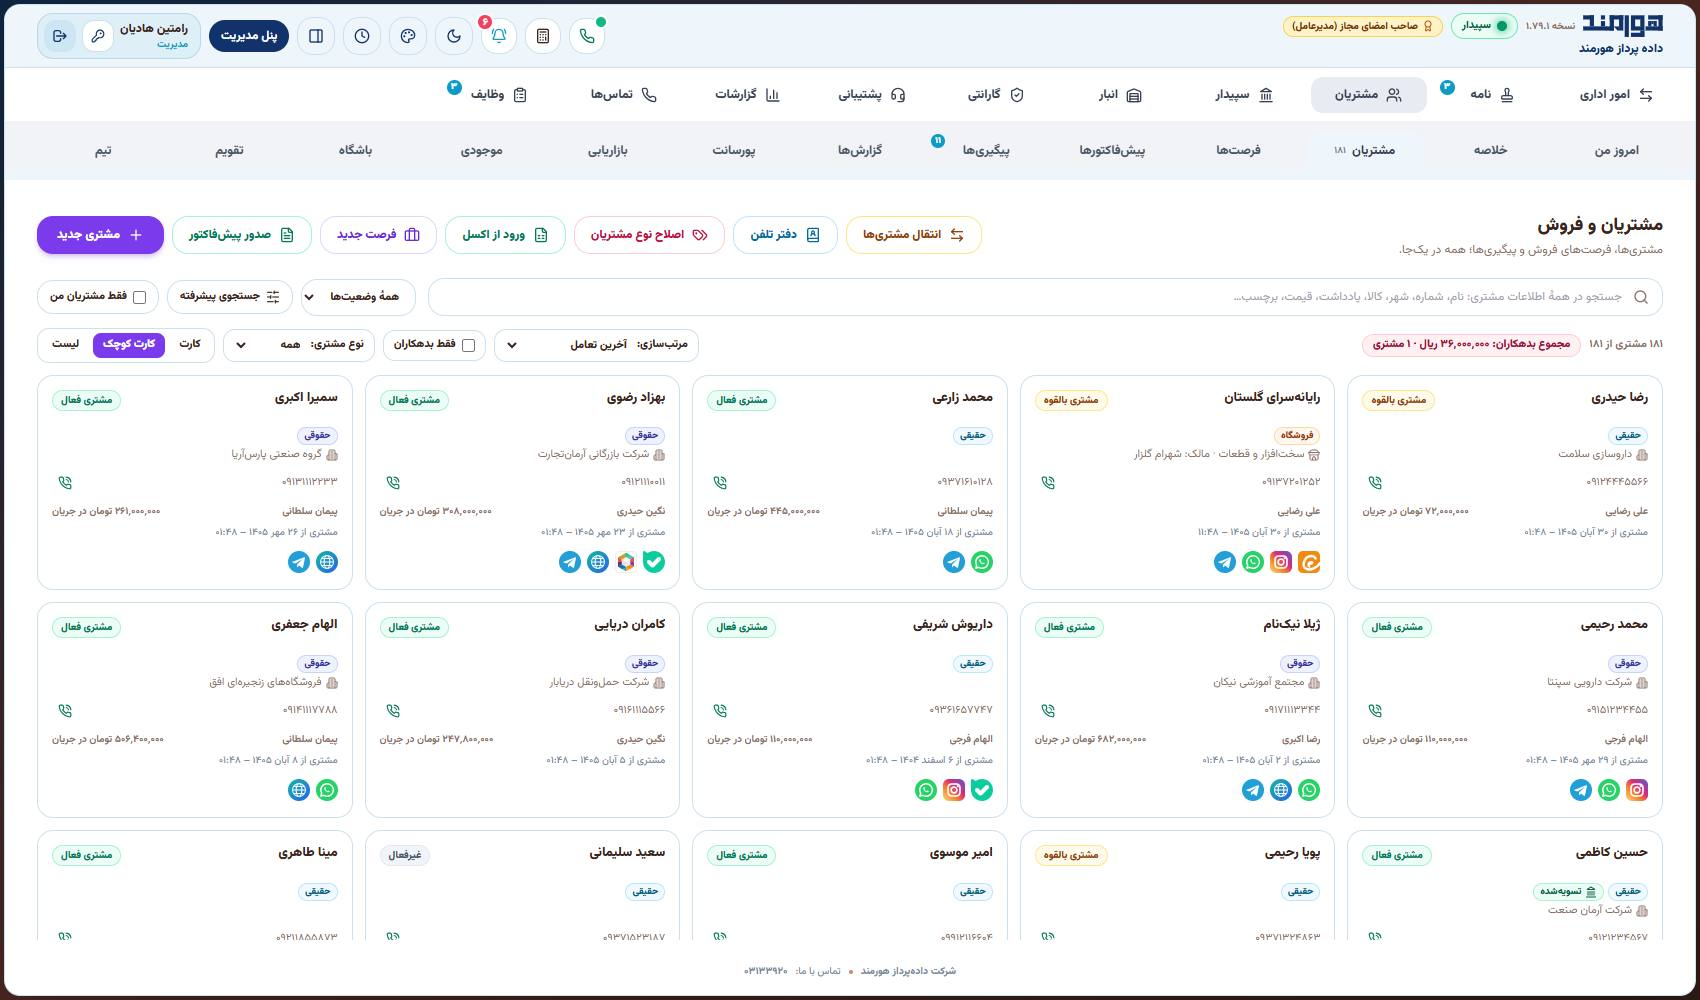 هورمند
داده پرداز هورمند
نسخه ۱.۷۹.۱
سپیدار
صاحب امضای مجاز (مدیرعامل)
۶
پنل مدیریت
رامتین هادیان
مدیریت
امور اداری
نامه ۳
مشتریان
سپیدار
انبار
گارانتی
پشتیبانی
گزارشات
تماس‌ها
وظایف ۳
امروز من
خلاصه
مشتریان ۱۸۱
فرصت‌ها
پیش‌فاکتورها
پیگیری‌ها ۱۱
گزارش‌ها
پورسانت
بازاریابی
موجودی
باشگاه
تقویم
تیم
مشتریان و فروش
مشتری‌ها، فرصت‌های فروش و پیگیری‌ها؛ همه در یک‌جا.
انتقال مشتری‌ها
دفتر تلفن
اصلاح نوع مشتریان
ورود از اکسل
فرصت جدید
صدور پیش‌فاکتور
مشتری جدید
جستجو در همهٔ اطلاعات مشتری: نام، شماره، شهر، کالا، یادداشت، قیمت، برچسب...
همهٔ وضعیت‌ها
جستجوی پیشرفته
فقط مشتریان من
۱۸۱ مشتری از ۱۸۱
مجموع بدهکاران: ۳۶,۰۰۰,۰۰۰ ریال · ۱ مشتری
مرتب‌سازی: آخرین تعامل
فقط بدهکاران
نوع مشتری: همه
کارت
کارت کوچک
لیست
رضا حیدری
مشتری بالقوه
حقیقی
داروسازی سلامت
۰۹۱۲۴۴۴۵۵۶۶
علی رضایی
۷۲,۰۰۰,۰۰۰ تومان در جریان
مشتری از ۳۰ آبان ۱۴۰۵ – ۰۱:۴۸
رایانه‌سرای گلستان
مشتری بالقوه
فروشگاه
سخت‌افزار و قطعات · مالک: شهرام گلزار
۰۹۱۳۷۲۰۱۲۵۲
علی رضایی
مشتری از ۳۰ آبان ۱۴۰۵ – ۱۱:۴۸
محمد زارعی
مشتری فعال
حقیقی
۰۹۳۷۱۶۱۰۱۲۸
پیمان سلطانی
۴۴۵,۰۰۰,۰۰۰ تومان در جریان
مشتری از ۱۸ آبان ۱۴۰۵ – ۰۱:۴۸
بهزاد رضوی
مشتری فعال
حقوقی
شرکت بازرگانی آرمان‌تجارت
۰۹۱۲۱۱۱۰۰۱۱
نگین حیدری
۳۰۸,۰۰۰,۰۰۰ تومان در جریان
مشتری از ۲۳ مهر ۱۴۰۵ – ۰۱:۴۸
سمیرا اکبری
مشتری فعال
حقوقی
گروه صنعتی پارس‌آریا
۰۹۱۳۱۱۱۲۲۳۳
پیمان سلطانی
۲۶۱,۰۰۰,۰۰۰ تومان در جریان
مشتری از ۲۶ مهر ۱۴۰۵ – ۰۱:۴۸
محمد رحیمی
مشتری فعال
حقوقی
شرکت دارویی سپنتا
۰۹۱۵۱۲۳۴۴۵۵
الهام فرجی
۱۱۰,۰۰۰,۰۰۰ تومان در جریان
مشتری از ۲۹ مهر ۱۴۰۵ – ۰۱:۴۸
ژیلا نیک‌نام
مشتری فعال
حقوقی
مجتمع آموزشی نیکان
۰۹۱۷۱۱۱۳۳۴۴
رضا اکبری
۶۸۲,۰۰۰,۰۰۰ تومان در جریان
مشتری از ۲ آبان ۱۴۰۵ – ۰۱:۴۸
داریوش شریفی
مشتری فعال
حقیقی
۰۹۳۶۱۶۵۷۷۴۷
الهام فرجی
۱۱۰,۰۰۰,۰۰۰ تومان در جریان
مشتری از ۶ اسفند ۱۴۰۴ – ۰۱:۴۸
کامران دریایی
مشتری فعال
حقوقی
شرکت حمل‌ونقل دریابار
۰۹۱۶۱۱۱۵۵۶۶
نگین حیدری
۲۴۷,۸۰۰,۰۰۰ تومان در جریان
مشتری از ۵ آبان ۱۴۰۵ – ۰۱:۴۸
الهام جعفری
مشتری فعال
حقوقی
فروشگاه‌های زنجیره‌ای افق
۰۹۱۴۱۱۱۷۷۸۸
پیمان سلطانی
۵۰۶,۴۰۰,۰۰۰ تومان در جریان
مشتری از ۸ آبان ۱۴۰۵ – ۰۱:۴۸
حسین کاظمی
مشتری فعال
حقیقی
تسویه‌شده
شرکت آرمان صنعت
۰۹۱۲۱۲۳۴۵۶۷
پویا رحیمی
مشتری بالقوه
حقیقی
۰۹۳۷۱۳۲۴۸۶۳
امیر موسوی
مشتری فعال
حقیقی
۰۹۹۱۲۱۱۶۶۰۴
سعید سلیمانی
غیرفعال
حقیقی
۰۹۳۷۱۵۲۳۱۸۷
مینا طاهری
مشتری فعال
حقیقی
۰۹۲۱۱۸۵۵۸۷۳
شرکت داده‌پرداز هورمند • تماس با ما: ۰۳۱۳۳۹۲۰